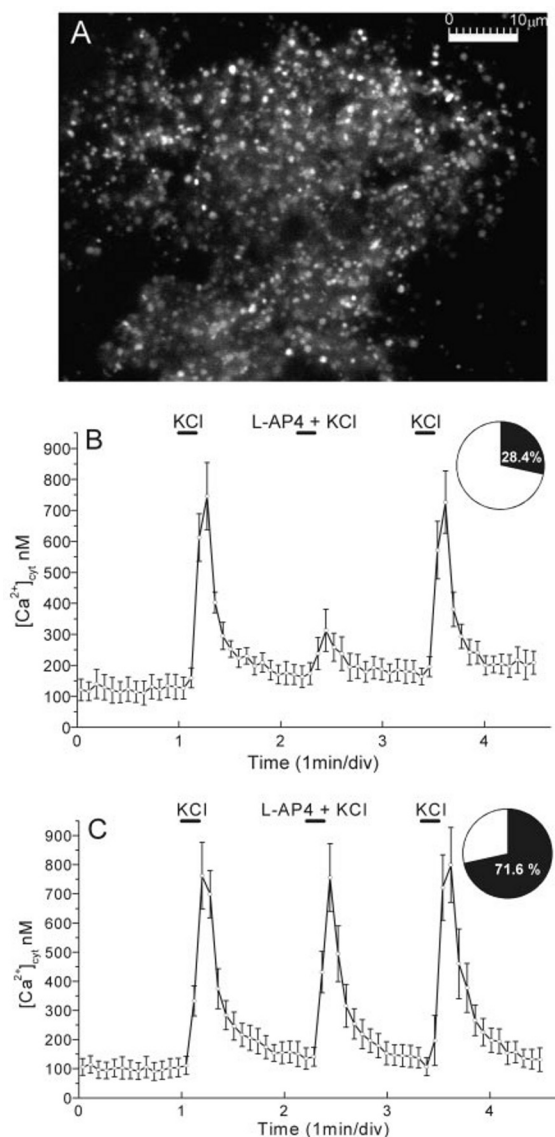 A
0 10μm
B
KCl L-AP4 + KCl KCl
28.4%
900
800
700
600
500
400
300
200
100
0
[Ca²⁺]cyt nM
0 1 2 3 4
Time (1min/div)
C
KCl L-AP4 + KCl KCl
71.6 %
900
800
700
600
500
400
300
200
100
0
[Ca²⁺]cyt nM
0 1 2 3 4
Time (1min/div)